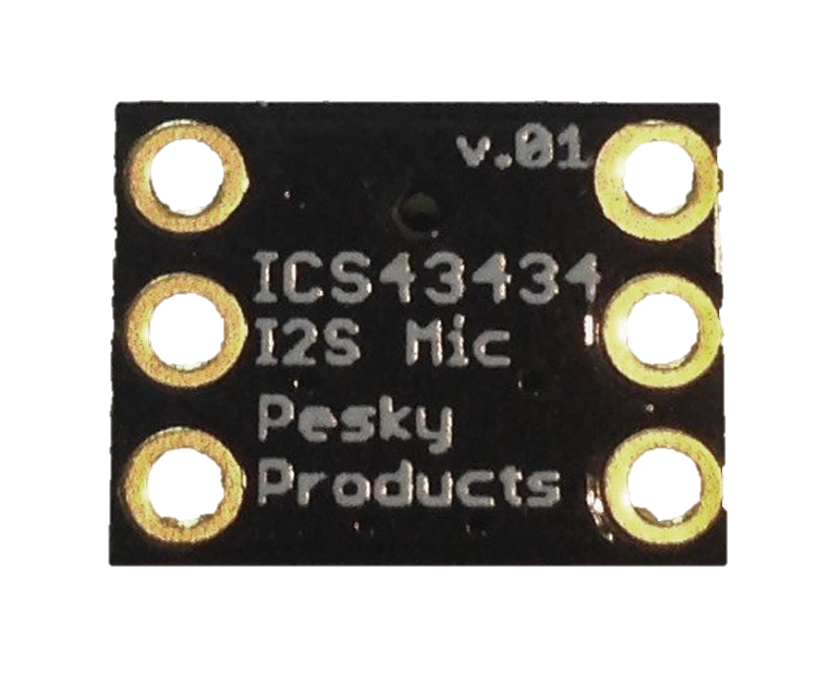 v.01
ICS43434
I2S Mic
Pesky
Products